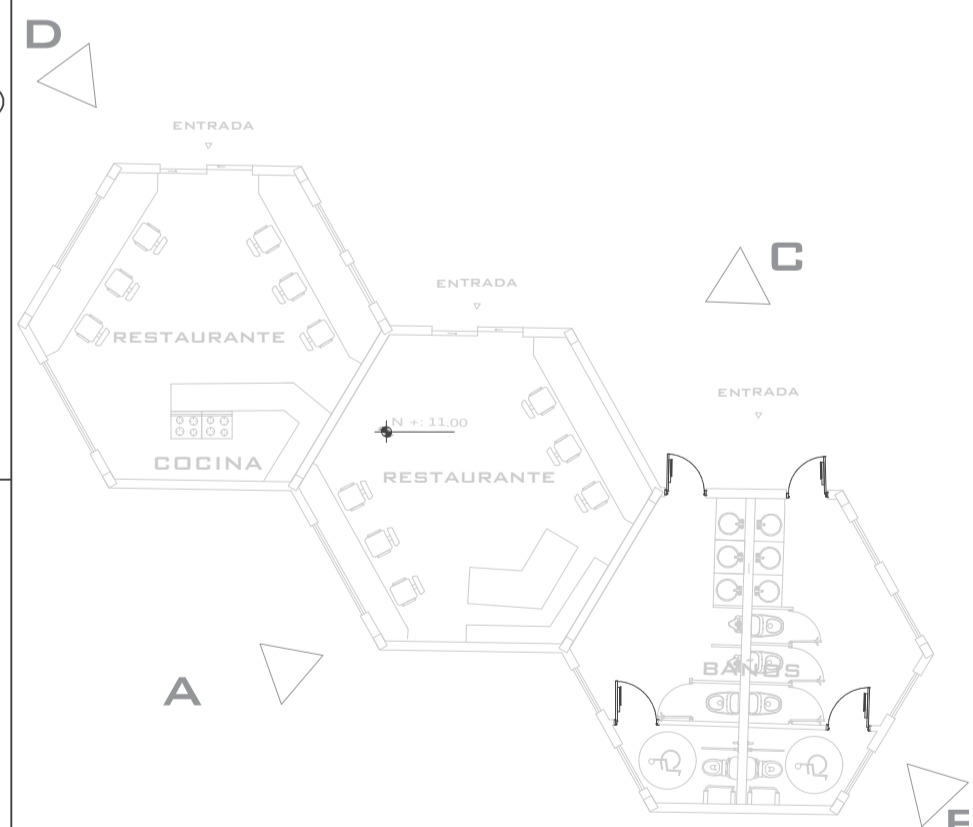 D
ENTRADA
ENTRADA
C
RESTAURANTE
ENTRADA
N +: 11.00
COCINA
RESTAURANTE
BAÑOS
A